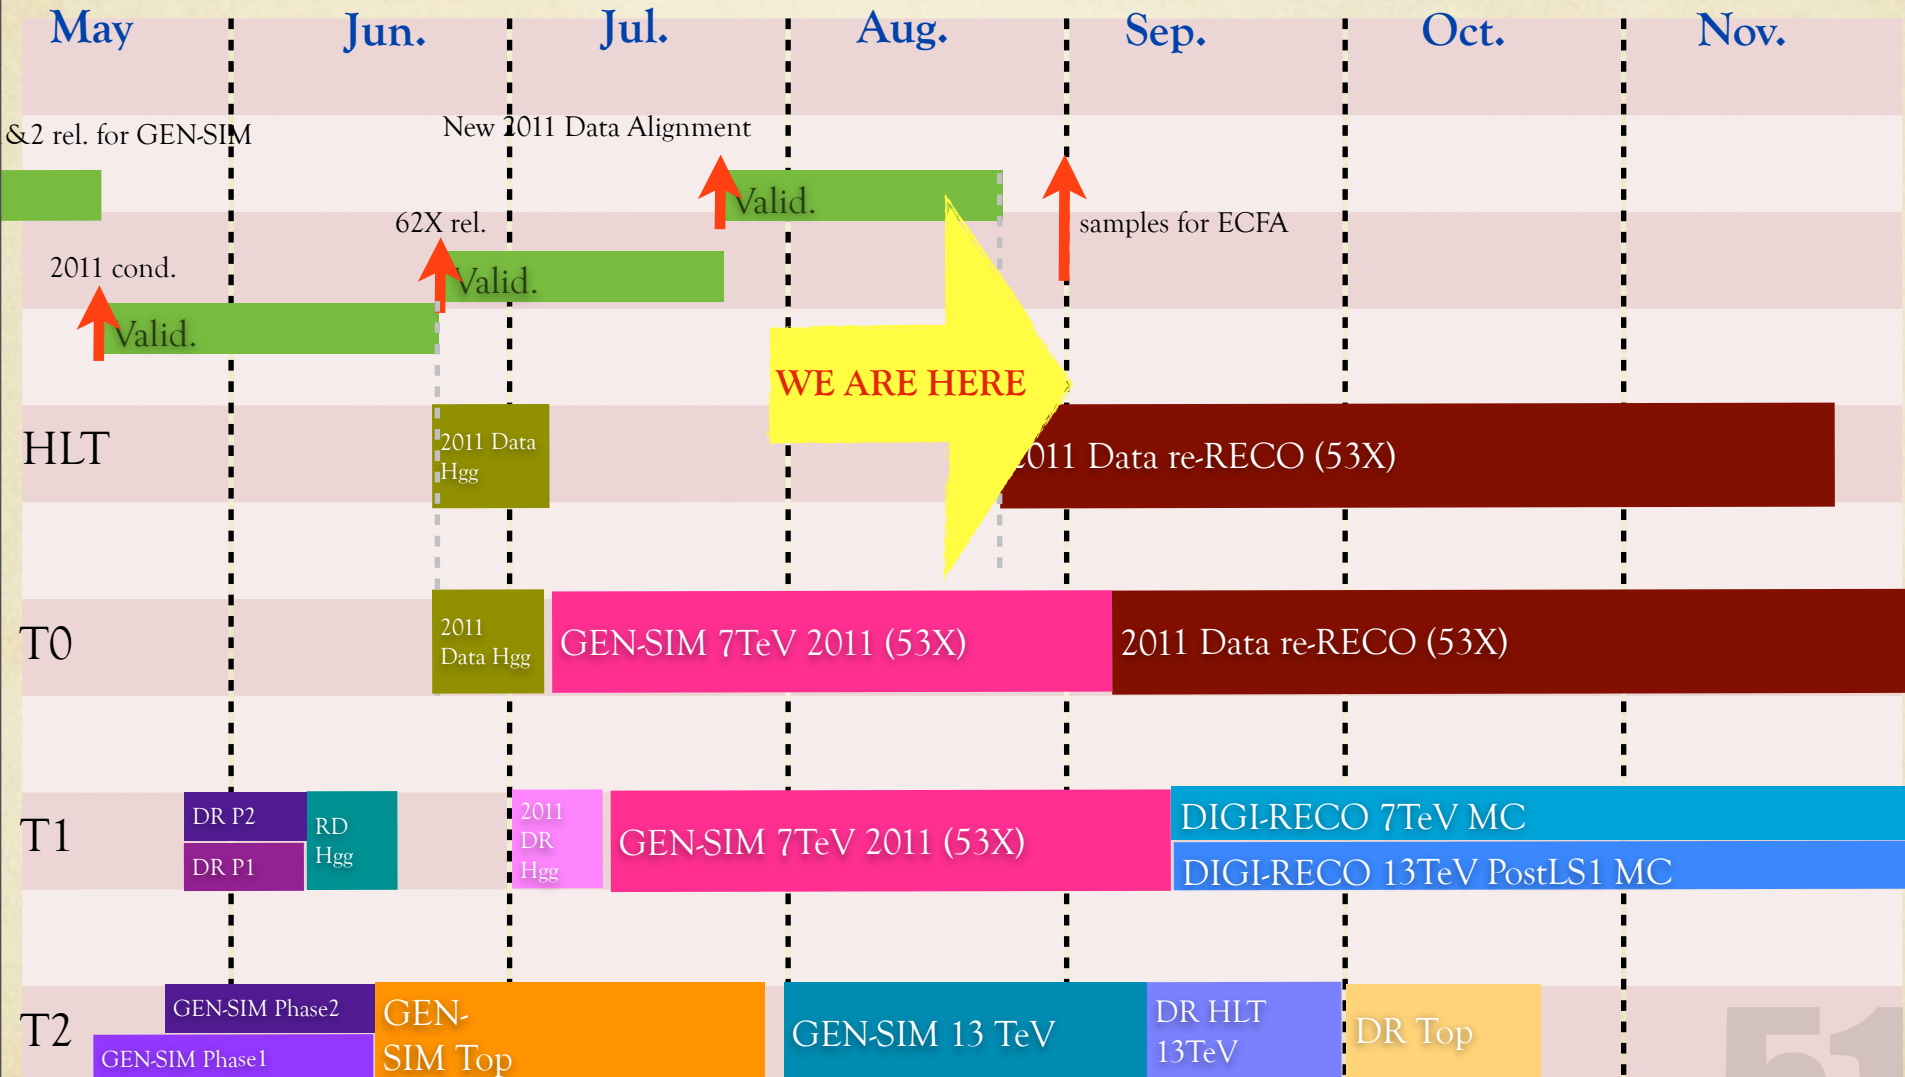 May
Jun.
Jul.
Aug.
Sep.
Oct.
Nov.
&2 rel. for GEN-SIM
New 2011 Data Alignment
Valid.
62X rel.
samples for ECFA
Valid.
2011 cond.
Valid.
WE ARE HERE
HLT
2011 Data
Hgg
2011 Data re-RECO (53X)
T0
2011
Data Hgg
GEN-SIM 7TeV 2011 (53X)
2011 Data re-RECO (53X)
T1
DR P2
DR P1
RD
Hgg
2011
DR
Hgg
GEN-SIM 7TeV 2011 (53X)
DIGI-RECO 7TeV MC
DIGI-RECO 13TeV PostLS1 MC
T2
GEN-SIM Phase2
GEN-SIM Phase1
GEN-
SIM Top
GEN-SIM 13 TeV
DR HLT
13TeV
DR Top
51